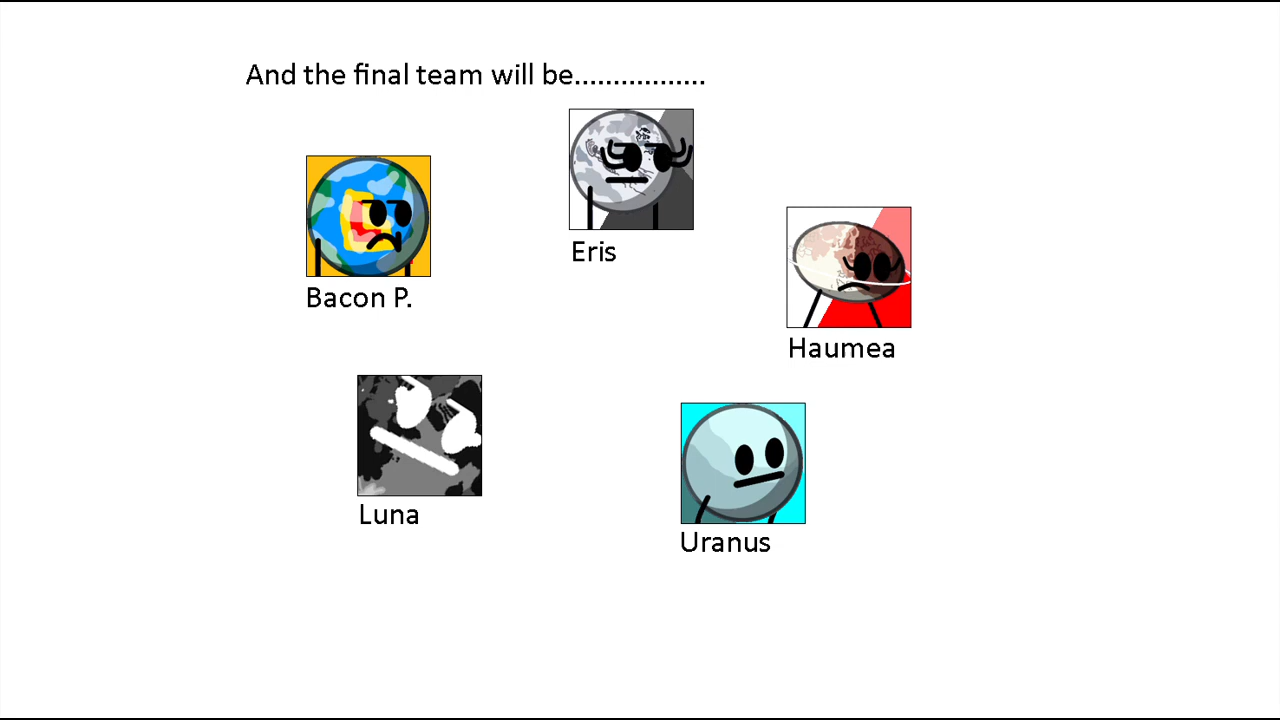 And the final team will be.................
Eris
Bacon P.
Haumea
Luna
Uranus